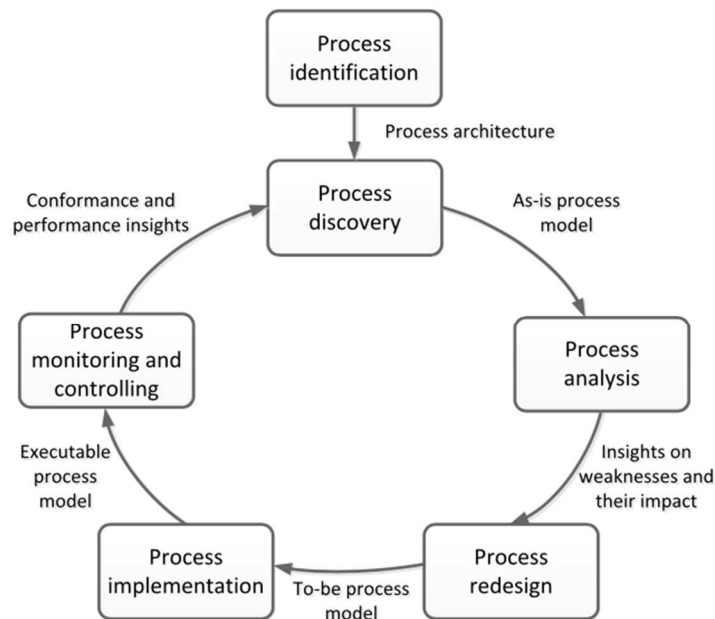 Process
identification
Process architecture
Process
discovery
As-is process
model
Process
analysis
Insights on
weaknesses and
their impact
Process
redesign
To-be process
model
Process
implementation
Executable
process
model
Process
monitoring and
controlling
Conformance and
performance insights